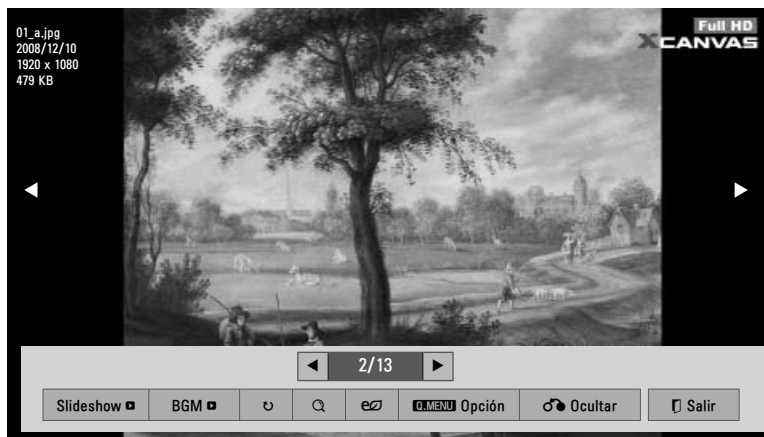 01_a.jpg
2008/12/10
1920 x 1080
479 KB
Full HD
XCANVAS
2/13
Slideshow BGM Q.MENU Opción Ocultar Salir